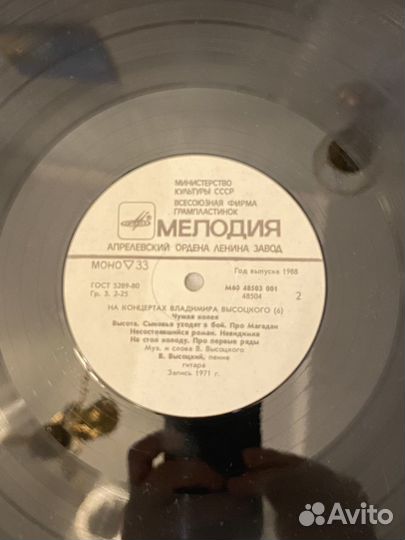 МИНИСТЕРСТВО
КУЛЬТУРЫ СССР
ВСЕСОЮЗНАЯ ФИРМА
ГРАМПЛАСТИНОК
МЕЛОДИЯ
АПРЕЛЕВСКИЙ ОРДЕНА ЛЕНИНА ЗАВОД
МОНО 33
Год выпуска 1988
ГОСТ 5289-80
М60 48503 001
Гр. 3. 2-25
48504
2
НА КОНЦЕРТАХ ВЛАДИМИРА ВЫСОЦКОГО (6)
Чужая колея
Высота. Сыновья уходят в бой. Про Магадан
Несостоявшийся роман. Невидимка
На стол колоду. Про первые ряды
Муз. и слова В. Высоцкого
В. Высоцкий, пение
гитара
Запись 1971 г.
Avito